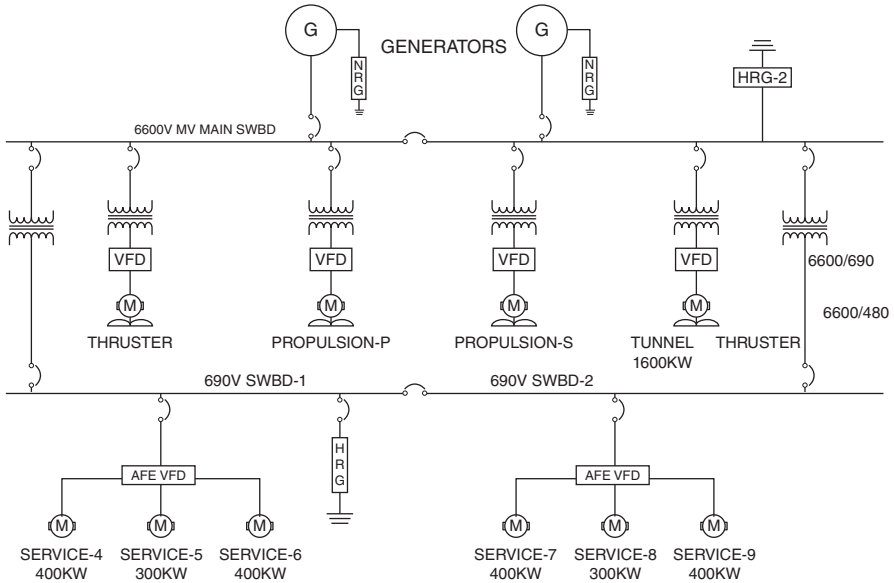 G
G
GENERATORS
NRG
NRG
HRG-2
6600V MV MAIN SWBD
VFD
VFD
VFD
VFD
6600/690
M
M
M
M
6600/480
THRUSTER
PROPULSION-P
PROPULSION-S
TUNNEL THRUSTER
1600KW
690V SWBD-1
690V SWBD-2
HRG
AFE VFD
AFE VFD
M
M
M
M
M
M
SERVICE-4
400KW
SERVICE-5
300KW
SERVICE-6
400KW
SERVICE-7
400KW
SERVICE-8
300KW
SERVICE-9
400KW